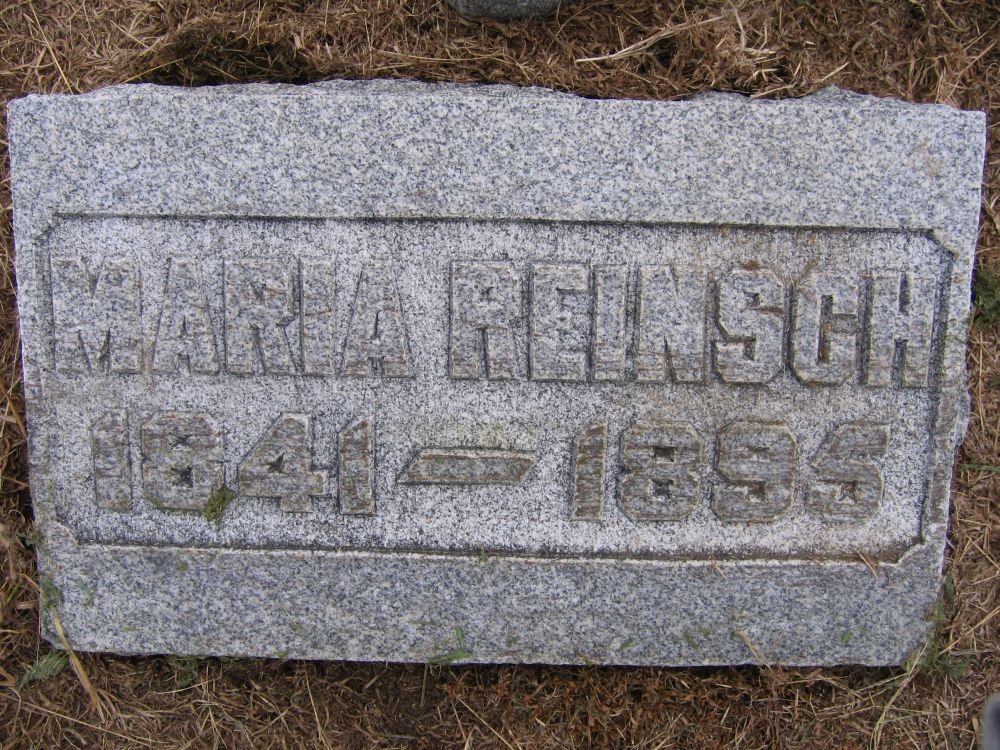 MARIA REINSCH
1841 — 1895